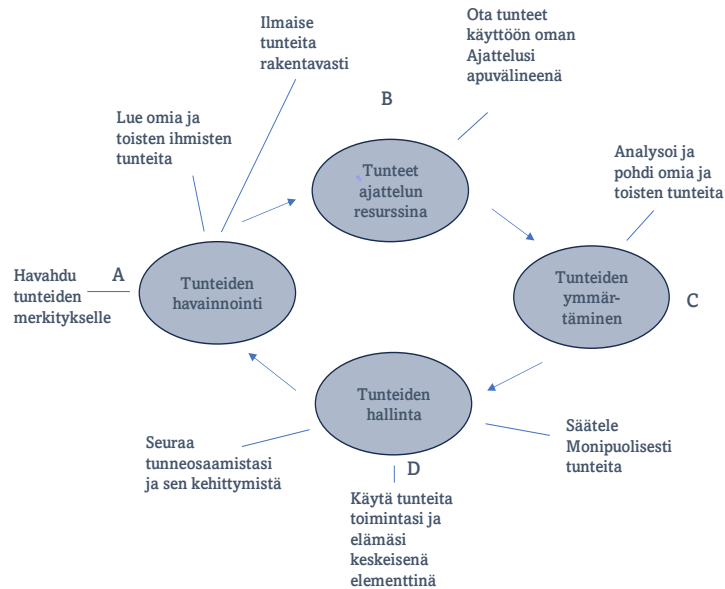 Ilmaise
tunteita
rakentavasti
Ota tunteet
käyttöön oman
Ajattelusi
apuvälineenä
B
Lue omia ja
toisten ihmisten
tunteita
Tunteet
ajattelun
resurssina
Analysoi ja
pohdi omia ja
toisten tunteita
A
Havahdu
tunteiden
merkitykselle
Tunteiden
havainnointi
Tunteiden
ymmär-
täminen
C
Tunteiden
hallinta
Seuraa
tunneosaamistasi
ja sen kehittymistä
D
Säätele
Monipuolisesti
tunteita
Käytä tunteita
toimintasi ja
elämäsi
keskeisenä
elementtinä